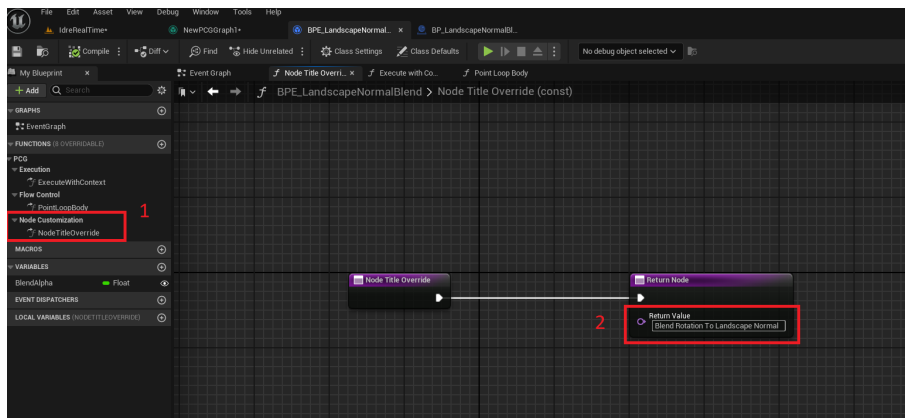 File Edit Asset View Debug Window Tools Help
IdreRealTime* NewPCGGraph1* BPE_LandscapeNormal... × BP_LandscapeNormalBl...
Compile Diff Find Hide Unrelated Class Settings Class Defaults No debug object selected
My Blueprint × Event Graph f Node Title Overri... × f Execute with Co... f Point Loop Body
+ Add Search f BPE_LandscapeNormalBlend > Node Title Override (const)
GRAPHS
EventGraph
FUNCTIONS (8 OVERRIDABLE)
PCG
Execution
ExecuteWithContext
Flow Control
PointLoopBody
1
Node Customization
NodeTitleOverride
MACROS
VARIABLES
BlendAlpha Float
EVENT DISPATCHERS
LOCAL VARIABLES (NODETITLEOVERRIDE)
Node Title Override
Return Node
2
Return Value
Blend Rotation To Landscape Normal